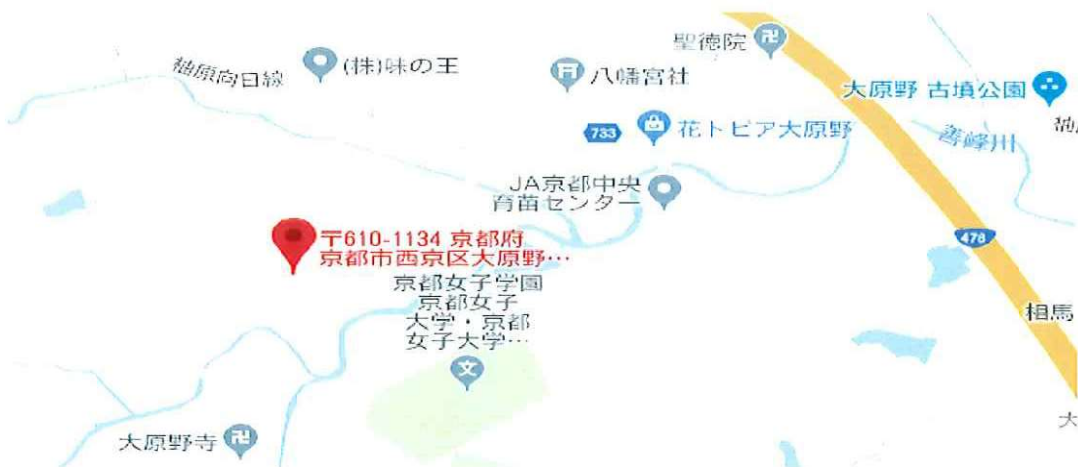 聖徳院
柚原向日線
(株)味の王
八幡宮社
大原野 古墳公園
733
花トピア大原野
善峰川
JA京都中央
育苗センター
478
〒610-1134 京都府
京都市西京区大原野…
京都女子学園
京都女子
大学・京都
女子大学…
相馬
大原野寺
大